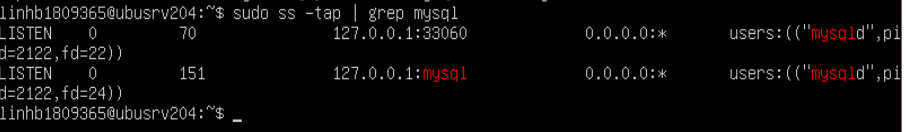 linhb1809365@ubusrv204:~$ sudo ss -tap | grep mysql
LISTEN 0 70 127.0.0.1:33060 0.0.0.0:* users:(("mysqld",pi
d=2122,fd=22))
LISTEN 0 151 127.0.0.1:mysql 0.0.0.0:* users:(("mysqld",pi
d=2122,fd=24))
linhb1809365@ubusrv204:~$ _